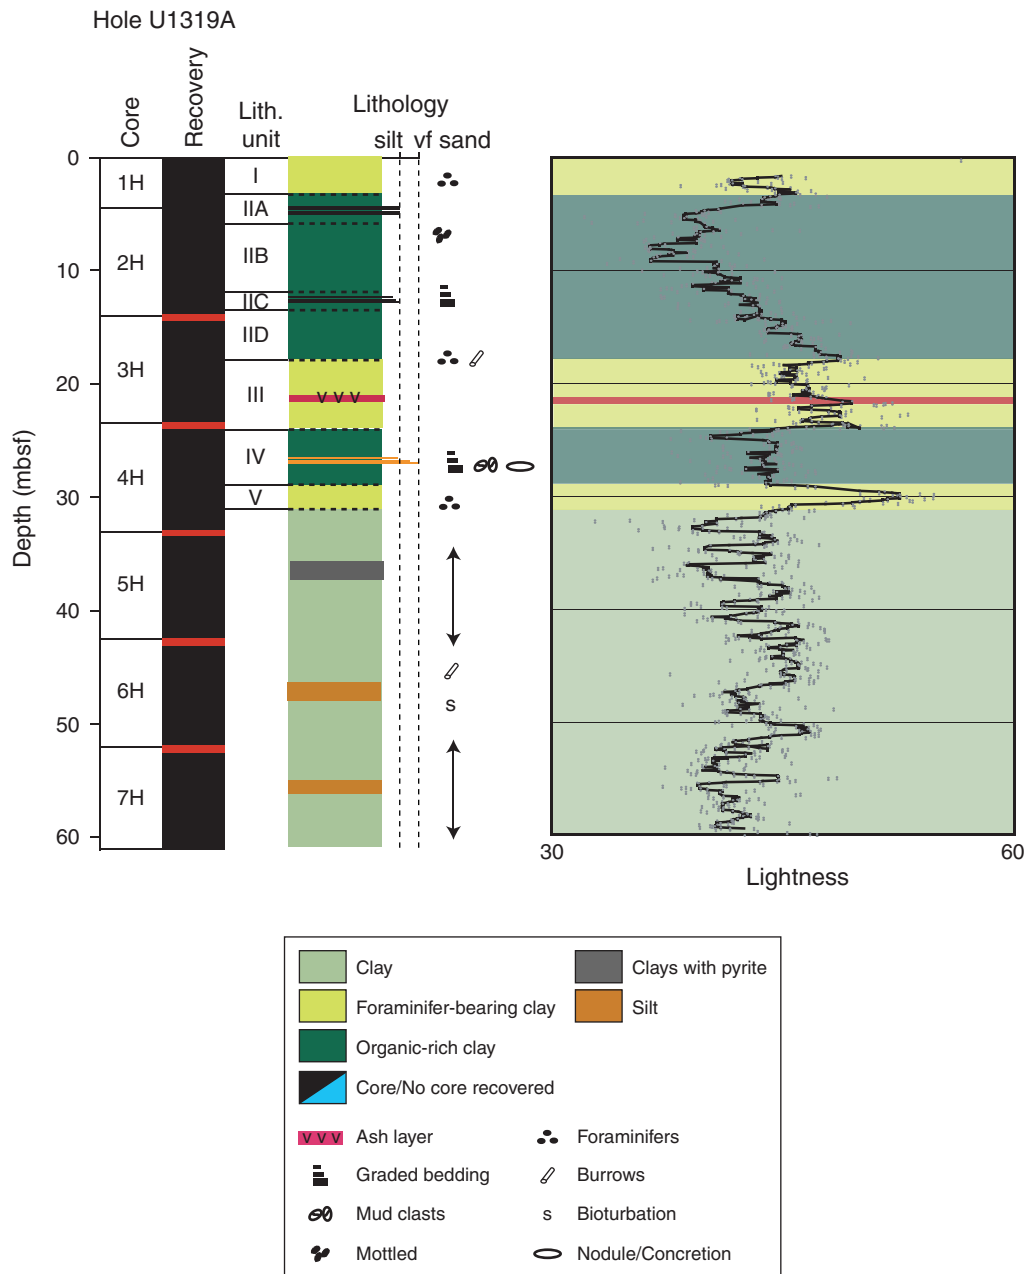 Hole U1319A
Core
Recovery
Lith.
unit
Lithology
silt vf sand
Depth (mbsf)
0
10
20
30
40
50
60
1H
2H
3H
4H
5H
6H
7H
I
IIA
IIB
IIC
IID
III
IV
V
v v v
s
30
60
Lightness
Clay
Clays with pyrite
Foraminifer-bearing clay
Silt
Organic-rich clay
Core/No core recovered
v v v Ash layer
Foraminifers
Graded bedding
Burrows
Mud clasts
s Bioturbation
Mottled
Nodule/Concretion